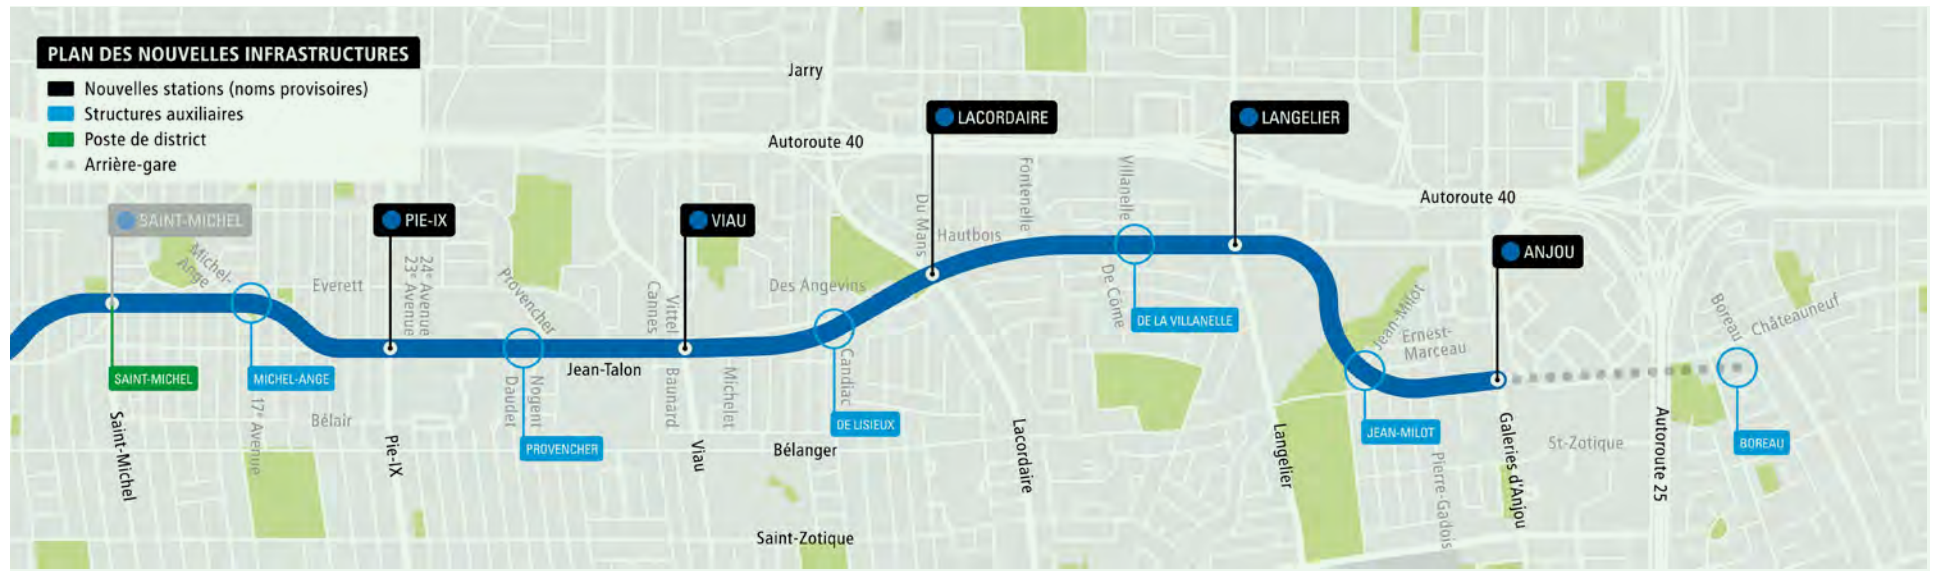 PLAN DES NOUVELLES INFRASTRUCTURES
Nouvelles stations (noms provisoires)
Structures auxiliaires
Poste de district
Arrière-gare
Jarry
Autoroute 40
LACORDAIRE
LANGELIER
Autoroute 40
SAINT-MICHEL
PIE-IX
VIAU
ANJOU
Michel-
Ange
Everett
24e Avenue
23e Avenue
Provencher
Vittel
Cannes
Des Angevins
Du Mans
Hautbois
Fontenelle
Villanelle
De Côme
DE LA VILLANELLE
Jean-Milot
Ernest-
Marceau
Boreau
Châteauneuf
SAINT-MICHEL
MICHEL-ANGE
Jean-Talon
Nogent
Daudet
Baunard
Michelet
Candiac
Saint-Michel
17e Avenue
Bélair
Pie-IX
PROVENCHER
Viau
Bélanger
DE LISIEUX
Lacordaire
Langelier
JEAN-MILOT
Pierre-Gadois
Galeries d'Anjou
St-Zotique
Autoroute 25
BOREAU
Saint-Zotique